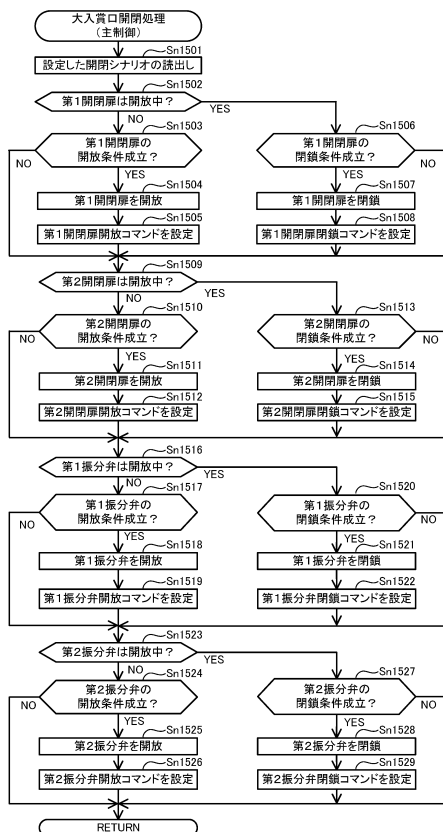 大入賞口開閉処理
(主制御)
Sn1501
設定した開閉シナリオの読出し
Sn1502
第1開閉扉は開放中?
YES
NO
Sn1503
第1開閉扉の
開放条件成立?
NO
YES
Sn1504
第1開閉扉を開放
Sn1505
第1開閉扉開放コマンドを設定
Sn1506
第1開閉扉の
閉鎖条件成立?
NO
YES
Sn1507
第1開閉扉を閉鎖
Sn1508
第1開閉扉閉鎖コマンドを設定
Sn1509
第2開閉扉は開放中?
YES
NO
Sn1510
第2開閉扉の
開放条件成立?
NO
YES
Sn1511
第2開閉扉を開放
Sn1512
第2開閉扉開放コマンドを設定
Sn1513
第2開閉扉の
閉鎖条件成立?
NO
YES
Sn1514
第2開閉扉を閉鎖
Sn1515
第2開閉扉閉鎖コマンドを設定
Sn1516
第1振分弁は開放中?
YES
NO
Sn1517
第1振分弁の
開放条件成立?
NO
YES
Sn1518
第1振分弁を開放
Sn1519
第1振分弁開放コマンドを設定
Sn1520
第1振分弁の
閉鎖条件成立?
NO
YES
Sn1521
第1振分弁を閉鎖
Sn1522
第1振分弁閉鎖コマンドを設定
Sn1523
第2振分弁は開放中?
YES
NO
Sn1524
第2振分弁の
開放条件成立?
NO
YES
Sn1525
第2振分弁を開放
Sn1526
第2振分弁開放コマンドを設定
Sn1527
第2振分弁の
閉鎖条件成立?
NO
YES
Sn1528
第2振分弁を閉鎖
Sn1529
第2振分弁閉鎖コマンドを設定
RETURN